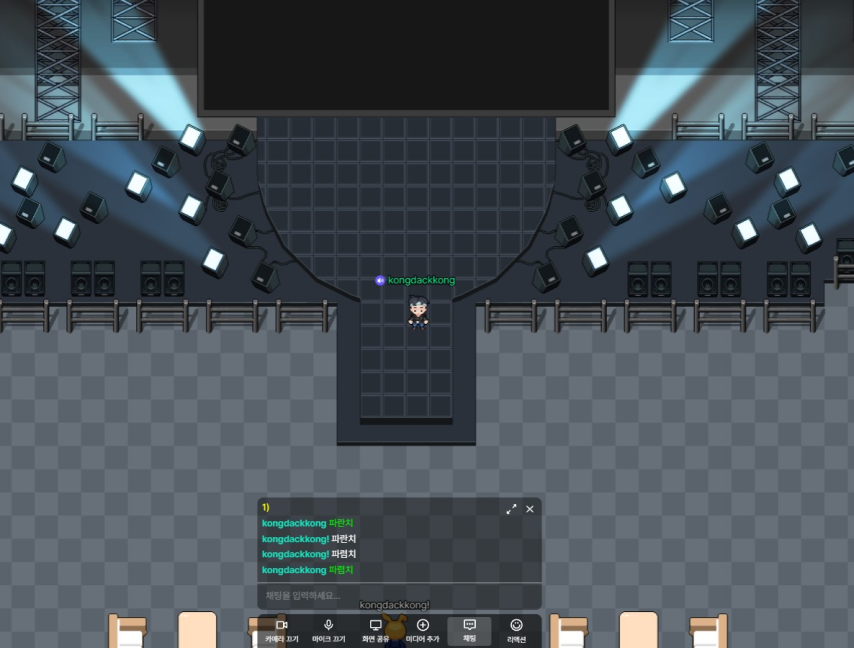 kongdackkong
1)
kongdackkong 파란치
kongdackkong! 파란치
kongdackkong! 파렴치
kongdackkong 파렴치
채팅을 입력하세요...
kongdackkong!
카메라 끄기 마이크 끄기 화면 공유 미디어 추가 채팅 리액션